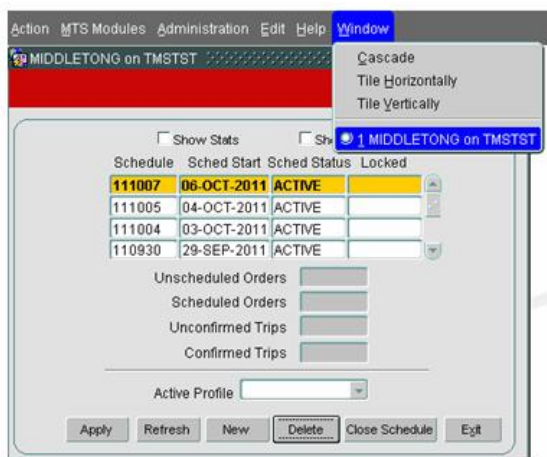 Action MTS Modules Administration Edit Help Window
MIDDLETONG on TMSTST
Cascade
Tile Horizontally
Tile Vertically
1 MIDDLETONG on TMSTST
Show Stats
Schedule Sched Start Sched Status Locked
111007 06-OCT-2011 ACTIVE
111005 04-OCT-2011 ACTIVE
111004 03-OCT-2011 ACTIVE
110930 29-SEP-2011 ACTIVE
Unscheduled Orders
Scheduled Orders
Unconfirmed Trips
Confirmed Trips
Active Profile
Apply Refresh New Delete Close Schedule Exit